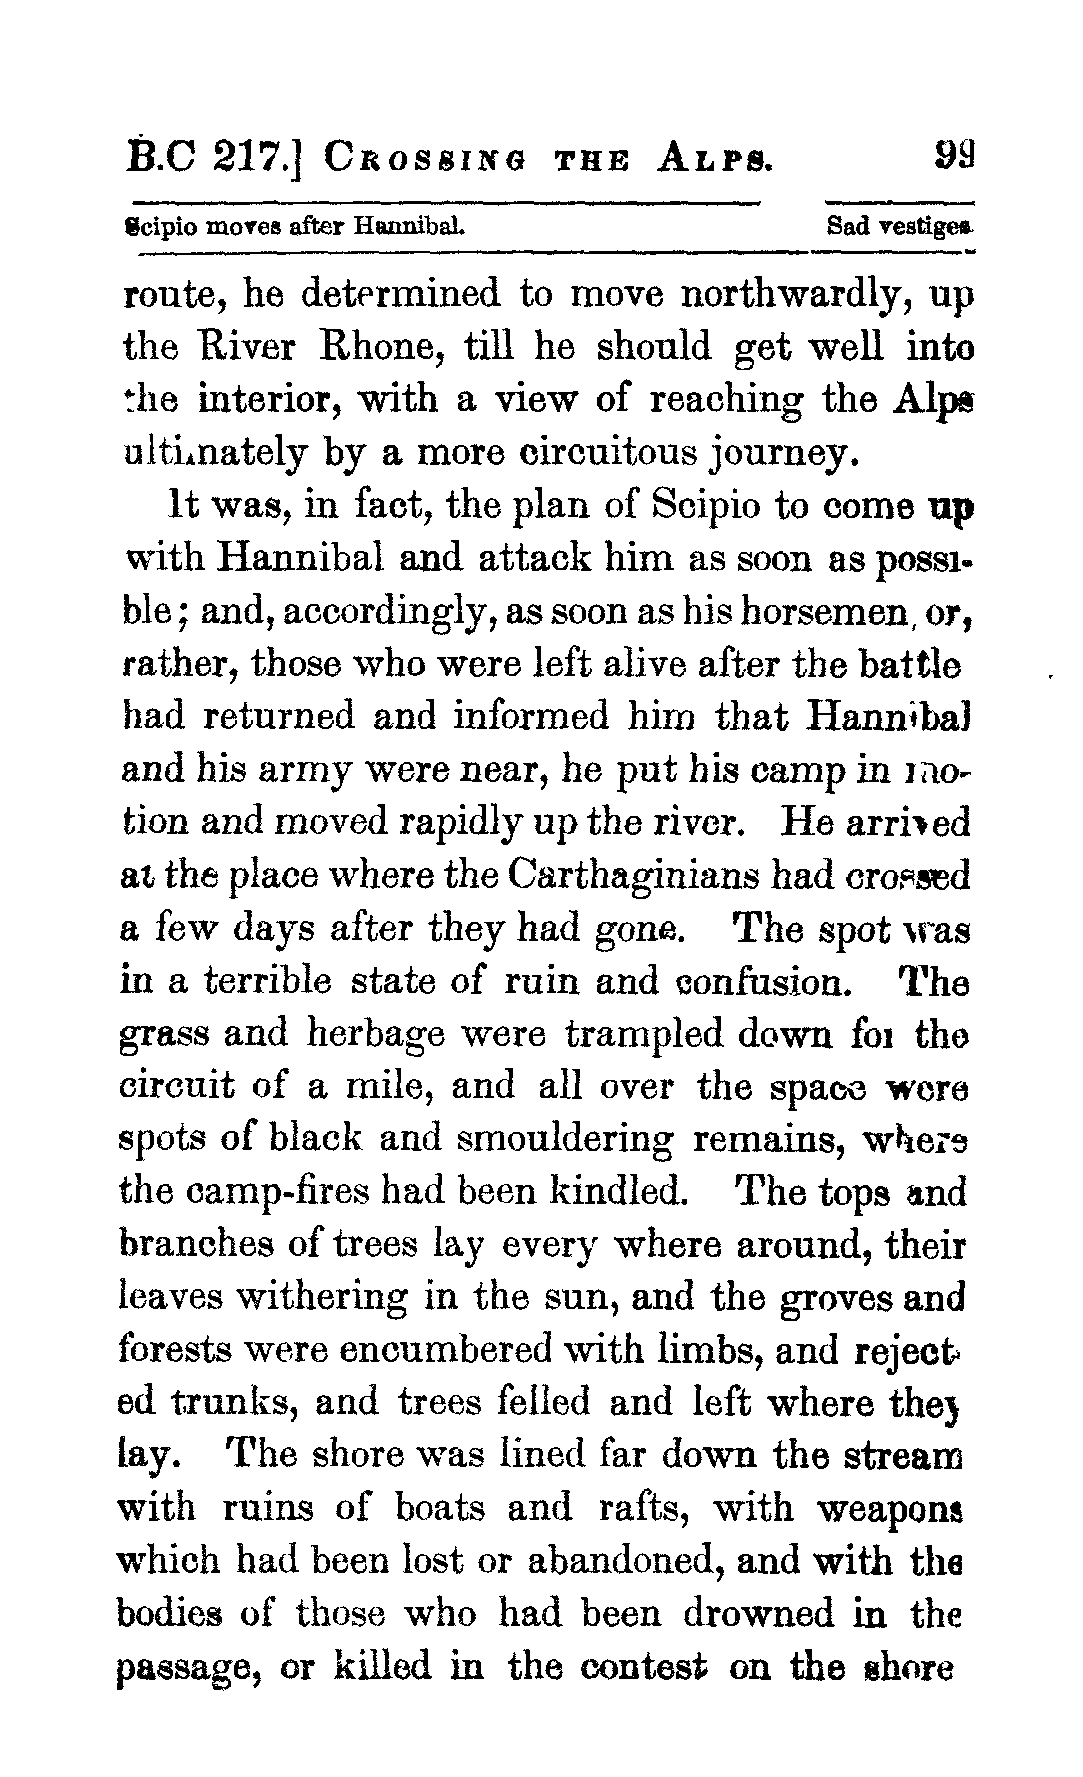 B.C 217.] CROSSING THE ALPS. 99
Scipio moves after Hannibal. Sad vestiges.
route, he determined to move northwardly, up
the River Rhone, till he should get well into
the interior, with a view of reaching the Alps
ultimately by a more circuitous journey.
It was, in fact, the plan of Scipio to come up
with Hannibal and attack him as soon as possi-
ble; and, accordingly, as soon as his horsemen, or,
rather, those who were left alive after the battle
had returned and informed him that Hannibal
and his army were near, he put his camp in mo-
tion and moved rapidly up the river. He arrived
at the place where the Carthaginians had crossed
a few days after they had gone. The spot was
in a terrible state of ruin and confusion. The
grass and herbage were trampled down for the
circuit of a mile, and all over the space were
spots of black and smouldering remains, where
the camp-fires had been kindled. The tops and
branches of trees lay every where around, their
leaves withering in the sun, and the groves and
forests were encumbered with limbs, and reject-
ed trunks, and trees felled and left where they
lay. The shore was lined far down the stream
with ruins of boats and rafts, with weapons
which had been lost or abandoned, and with the
bodies of those who had been drowned in the
passage, or killed in the contest on the shore